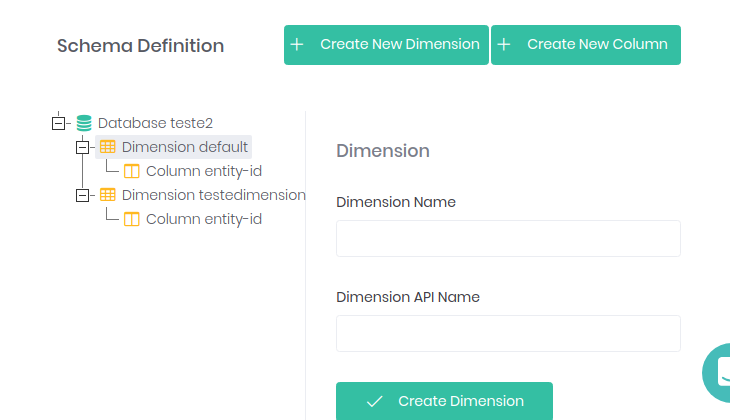 Schema Definition
Create New Dimension
Create New Column
Database teste2
Dimension default
Column entity-id
Dimension testedimension
Column entity-id
Dimension
Dimension Name
Dimension API Name
Create Dimension